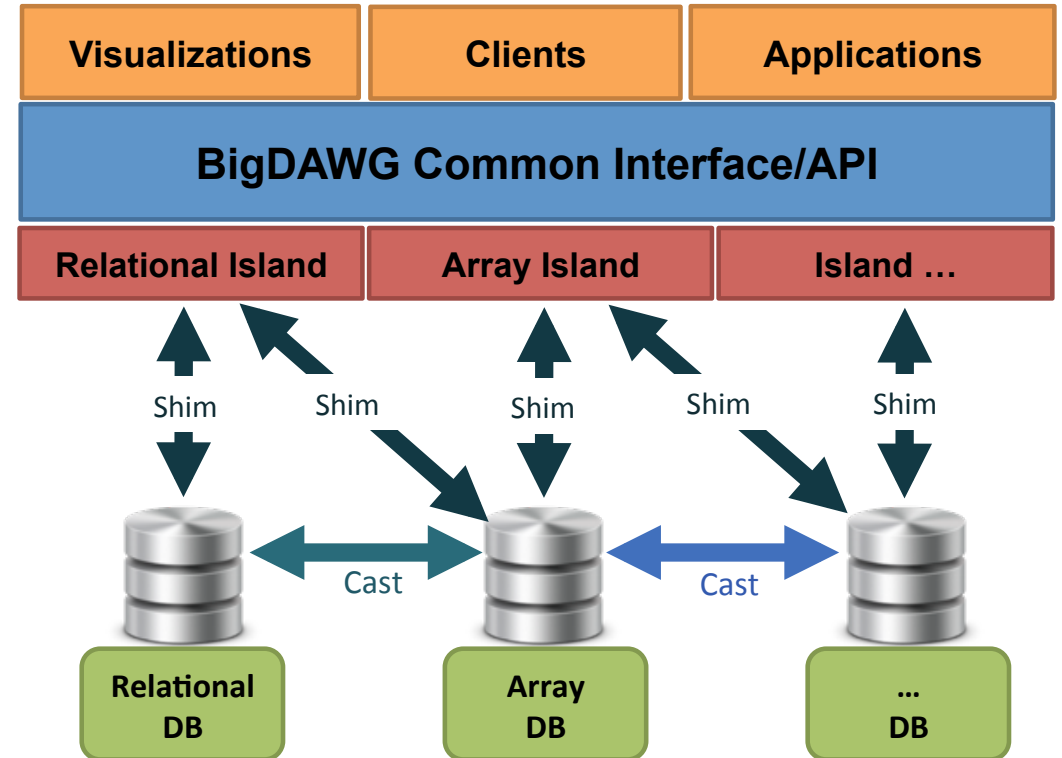 Visualizations
Clients
Applications
BigDAWG Common Interface/API
Relational Island
Array Island
Island …
Shim
Shim
Shim
Shim
Shim
Cast
Cast
Relational
DB
Array
DB
...
DB